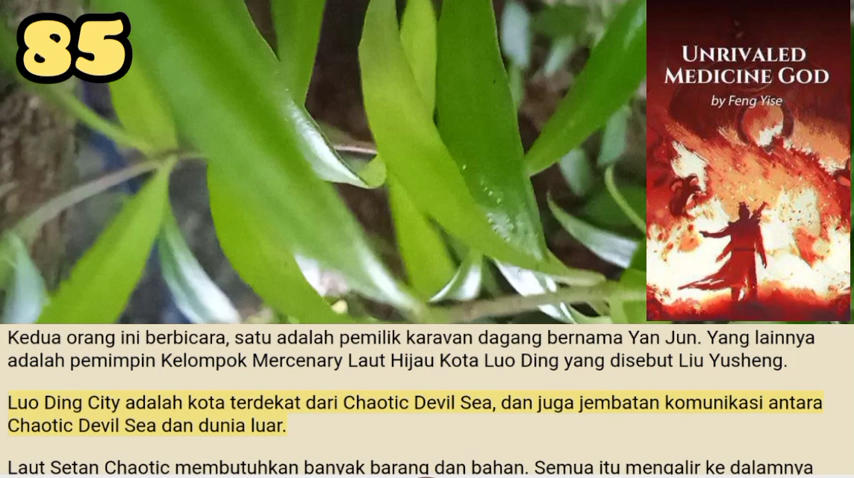 85
UNRIVALED
MEDICINE GOD
by Feng Yise
Kedua orang ini berbicara, satu adalah pemilik karavan dagang bernama Yan Jun. Yang lainnya
adalah pemimpin Kelompok Mercenary Laut Hijau Kota Luo Ding yang disebut Liu Yusheng.
Luo Ding City adalah kota terdekat dari Chaotic Devil Sea, dan juga jembatan komunikasi antara
Chaotic Devil Sea dan dunia luar.
Laut Setan Chaotic membutuhkan banyak barang dan bahan. Semua itu mengalir ke dalamnya